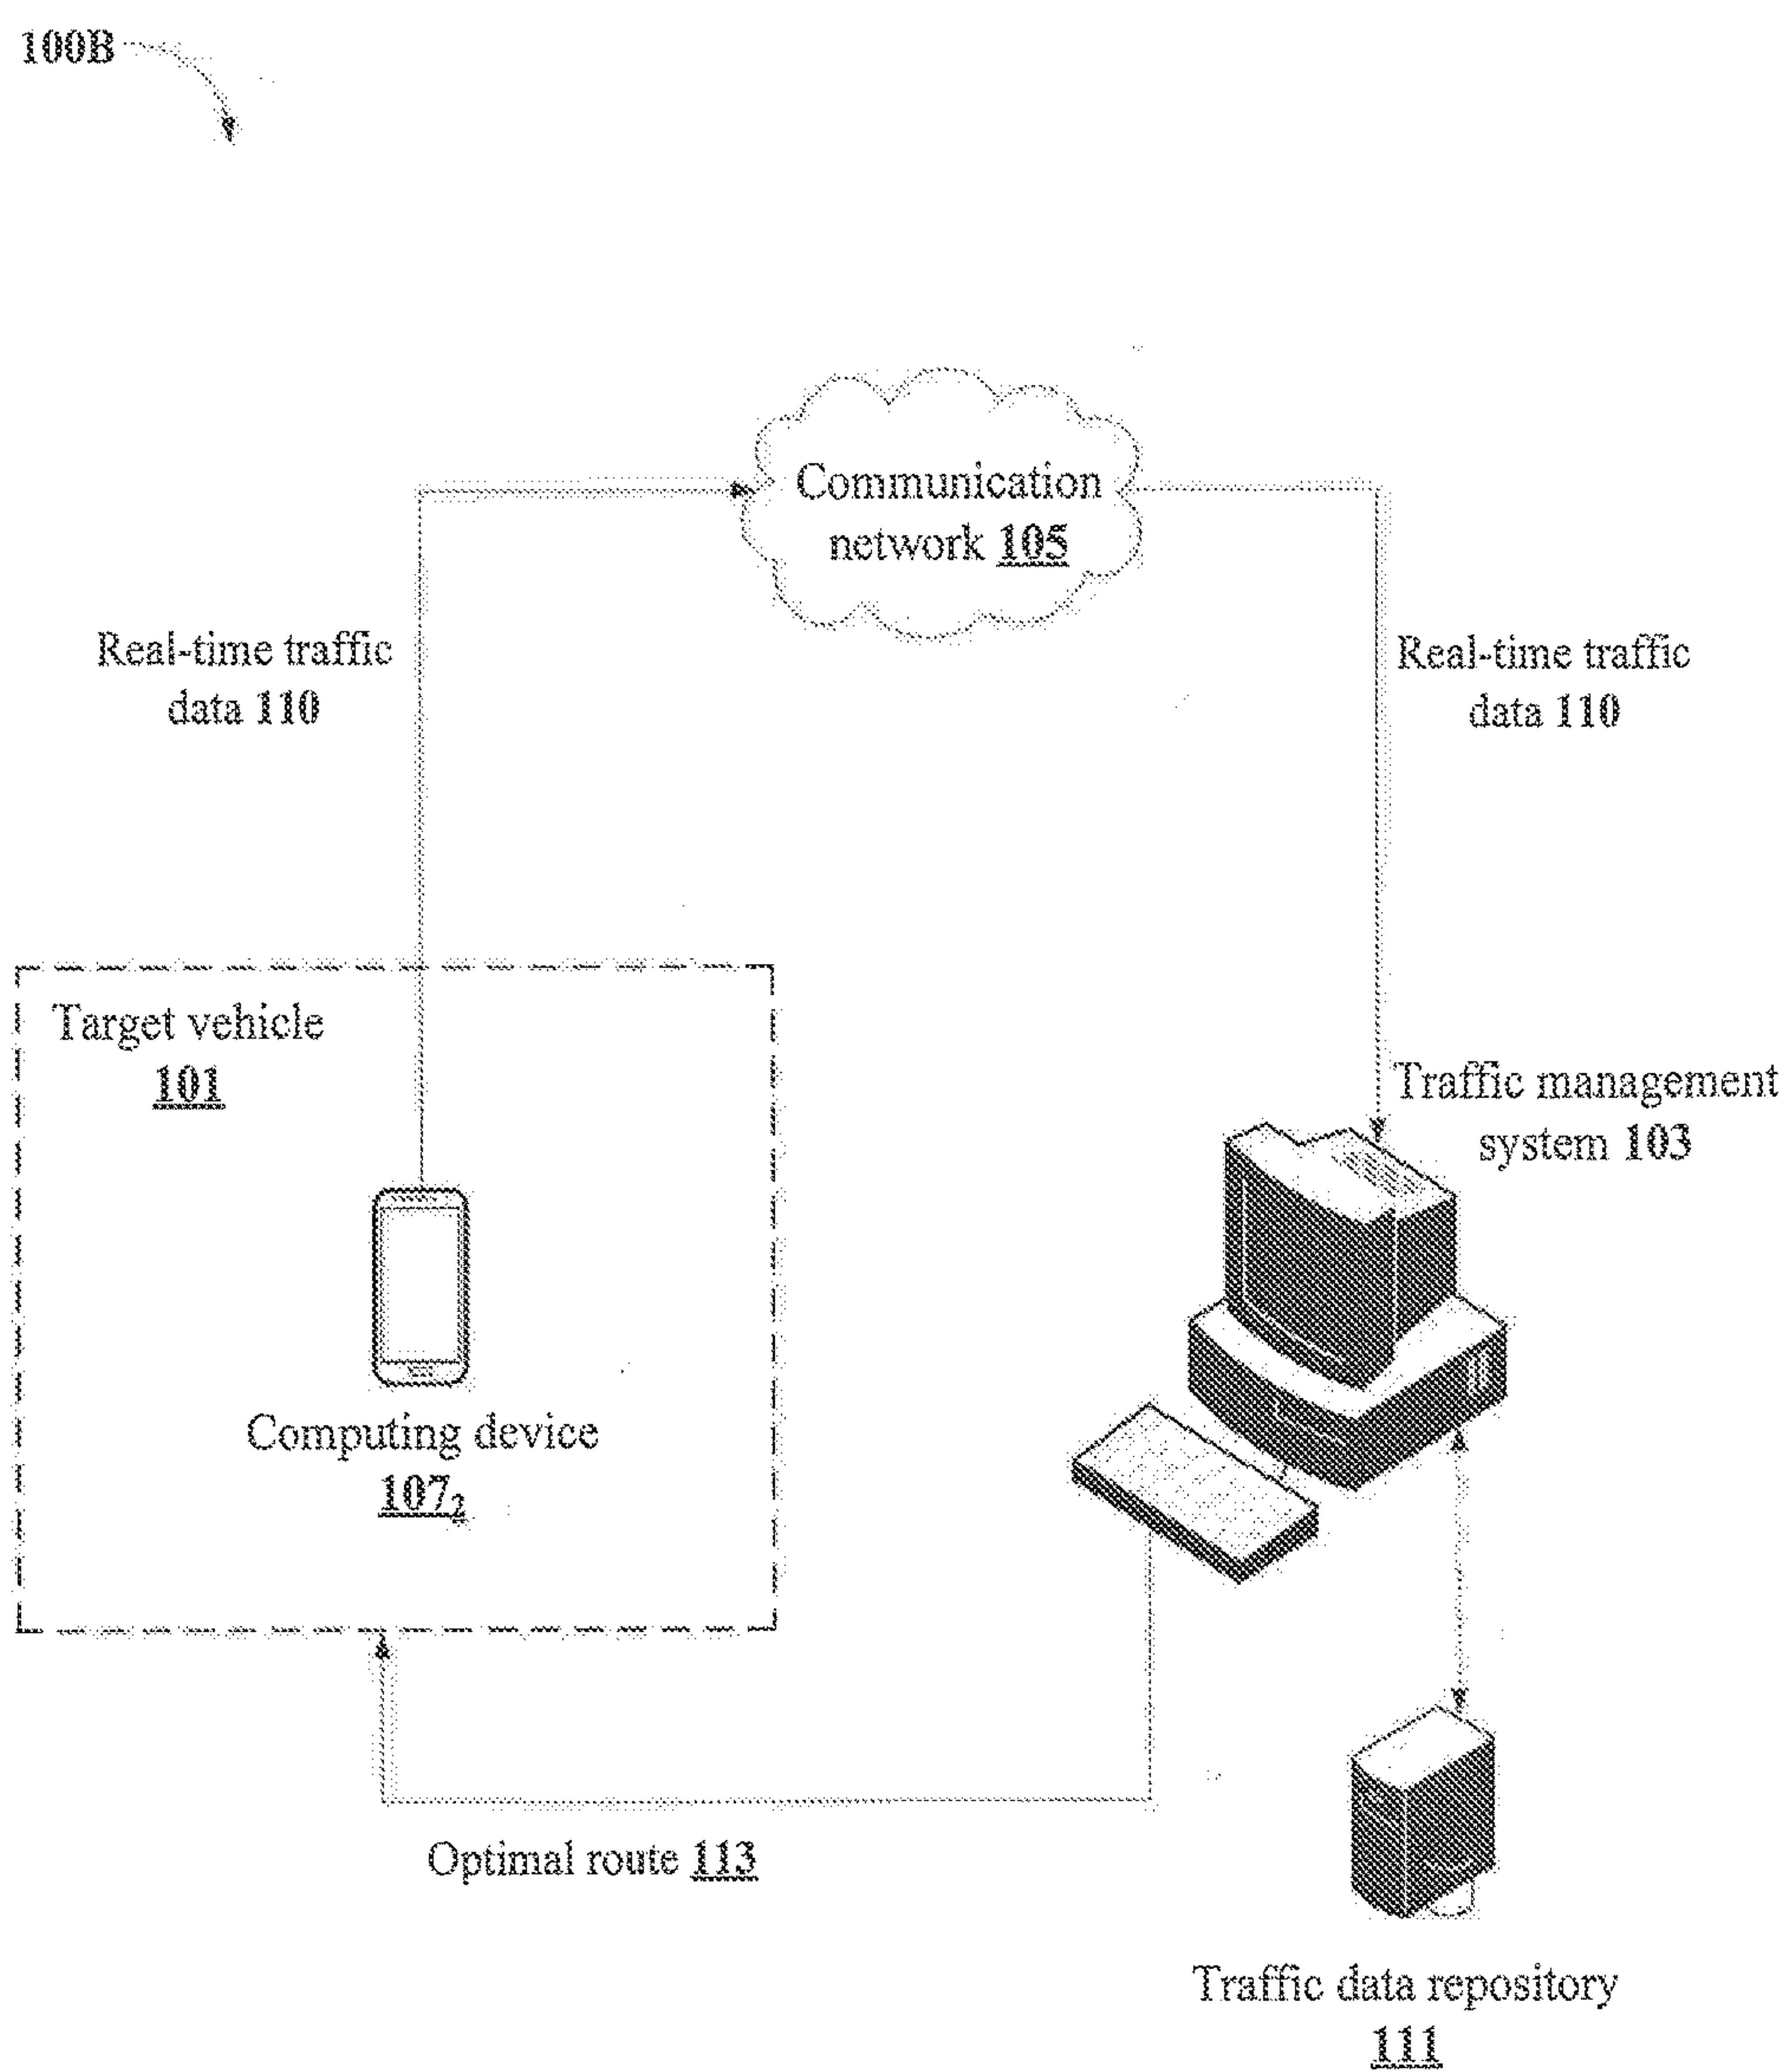 100B
Communication
network 105
Real-time traffic
data 110
Real-time traffic
data 110
Target vehicle
101
Traffic management
system 103
Computing device
107₂
Optimal route 113
Traffic data repository
111